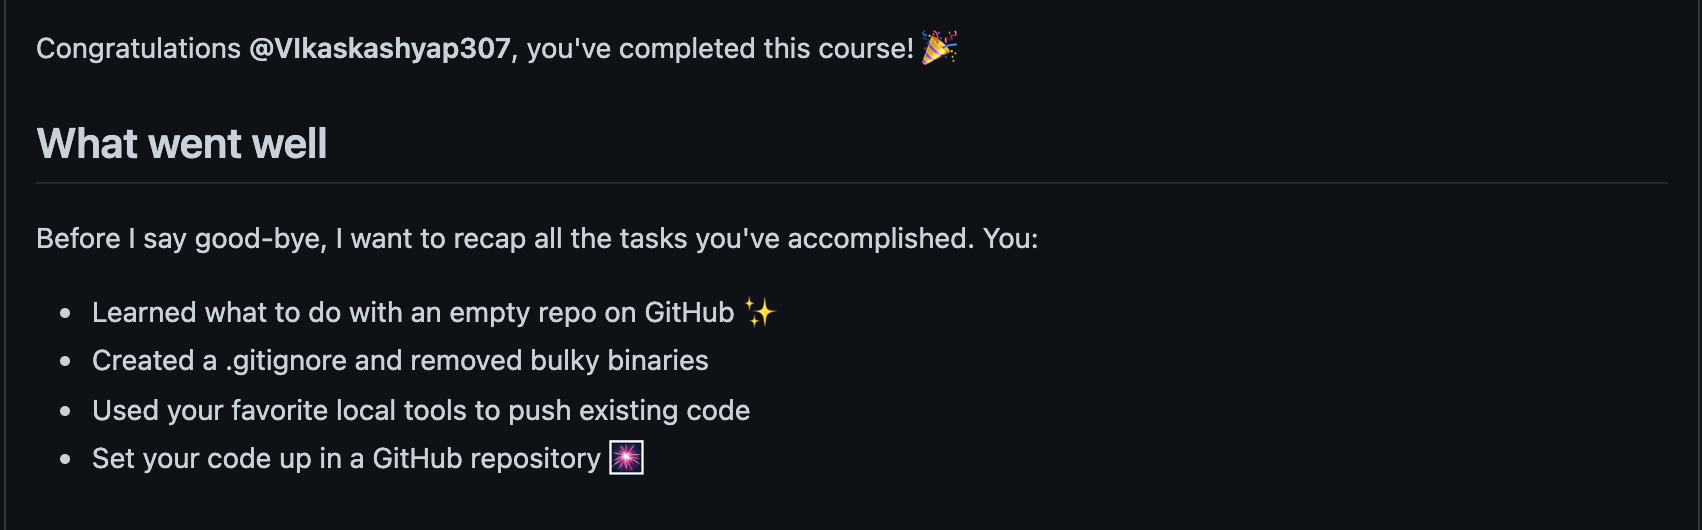 Congratulations @VIkaskashyap307, you've completed this course! 🎉
What went well
Before I say good-bye, I want to recap all the tasks you've accomplished. You:
• Learned what to do with an empty repo on GitHub ✨
• Created a .gitignore and removed bulky binaries
• Used your favorite local tools to push existing code
• Set your code up in a GitHub repository 🎆